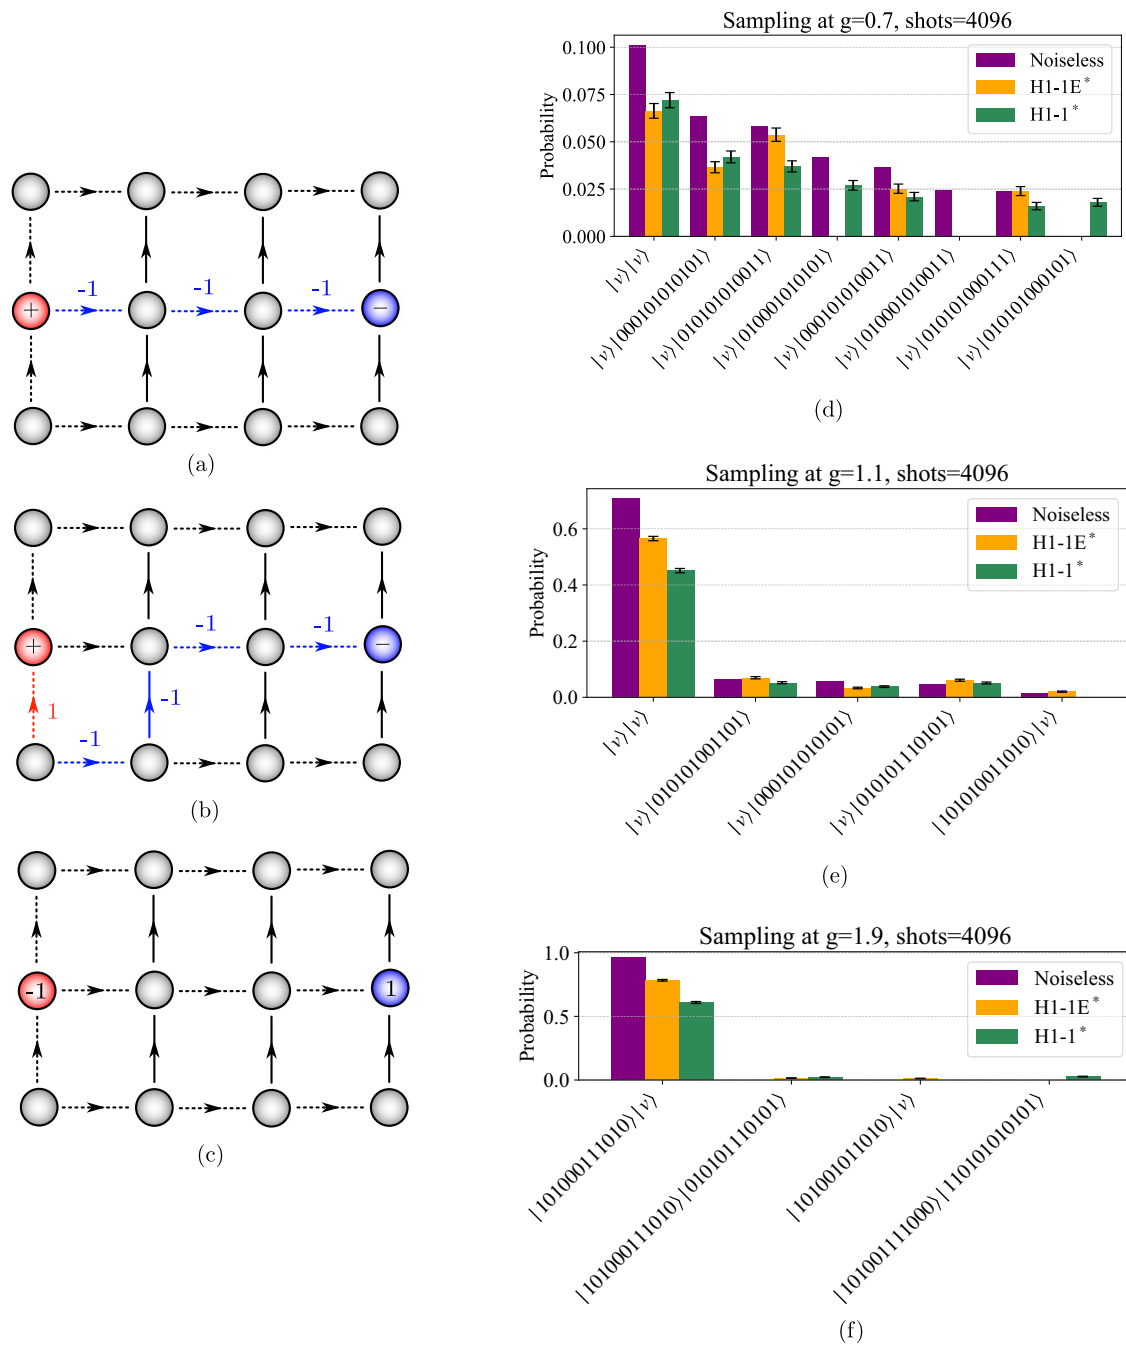 -1 -1 -1
+ −
(a)
-1 -1
+ −
1 -1
-1
(b)
-1 1
(c)
Sampling at g=0.7, shots=4096
Probability
0.100
0.075
0.050
0.025
0.000
Noiseless
H1-1E*
H1-1*
|v⟩|v⟩
|v⟩|000101010101⟩
|v⟩|010101010011⟩
|v⟩|010001010101⟩
|v⟩|000101010011⟩
|v⟩|010001010011⟩
|v⟩|010101000111⟩
|v⟩|010101000101⟩
(d)
Sampling at g=1.1, shots=4096
Probability
0.6
0.4
0.2
0.0
Noiseless
H1-1E*
H1-1*
|v⟩|v⟩
|v⟩|010101001101⟩
|v⟩|000101010101⟩
|v⟩|010101110101⟩
|101010011010⟩|v⟩
(e)
Sampling at g=1.9, shots=4096
Probability
1.0
0.5
0.0
Noiseless
H1-1E*
H1-1*
|101000111010⟩|v⟩
|101000111010⟩|010101110101⟩
|101001011010⟩|v⟩
|101001111000⟩|110101010101⟩
(f)